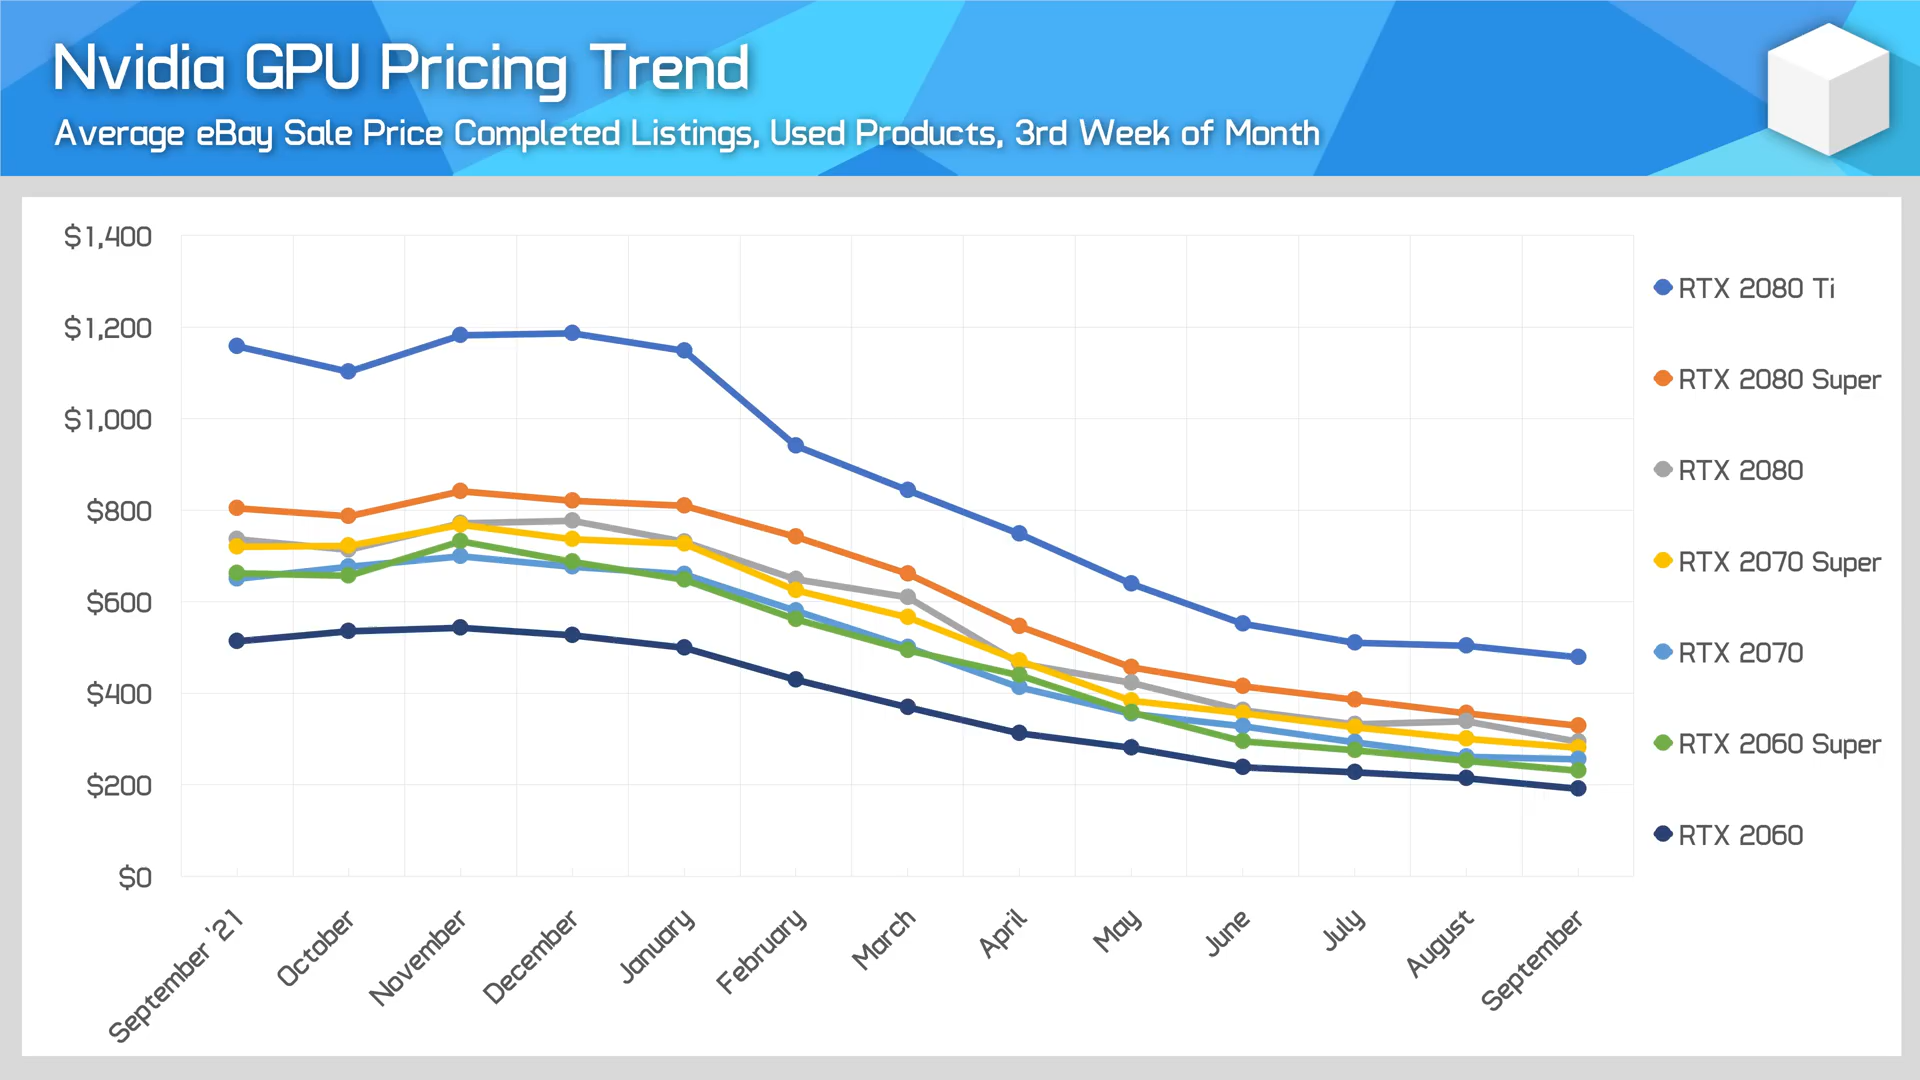 Nvidia GPU Pricing Trend
Average eBay Sale Price Completed Listings, Used Products, 3rd Week of Month
$1,400
$1,200
$1,000
$800
$600
$400
$200
$0
September '21
October
November
December
January
February
March
April
May
June
July
August
September
RTX 2080 Ti
RTX 2080 Super
RTX 2080
RTX 2070 Super
RTX 2070
RTX 2060 Super
RTX 2060